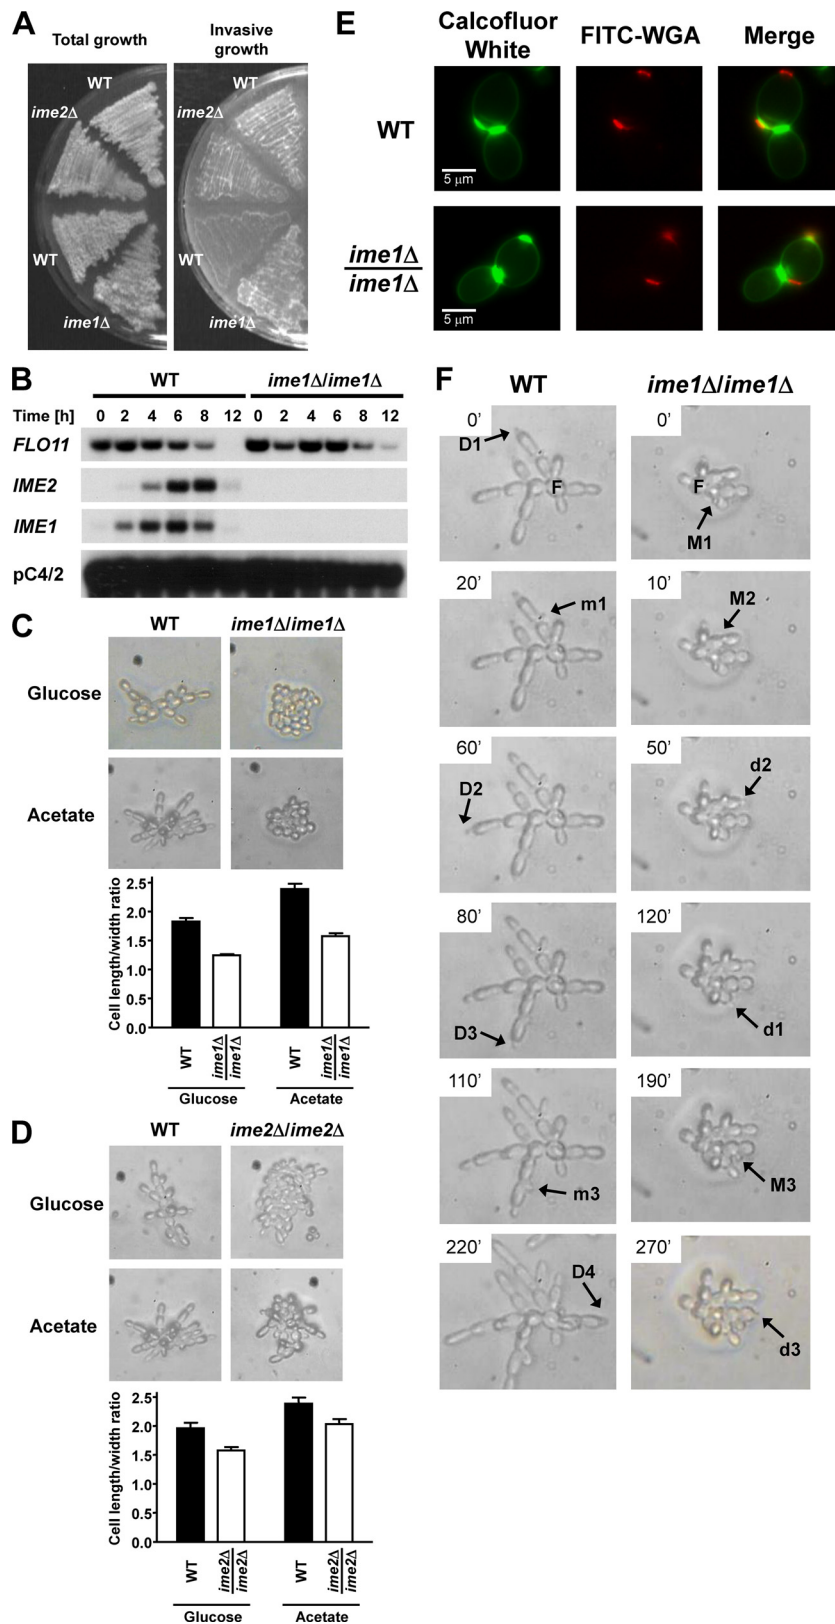 A
Total growth
Invasive growth
WT
ime2Δ
WT
ime1Δ
WT
ime2Δ
WT
ime1Δ
B
WT
ime1Δ/ime1Δ
Time [h] 0 2 4 6 8 12 0 2 4 6 8 12
FLO11
IME2
IME1
pC4/2
C
WT
ime1Δ/ime1Δ
Glucose
Acetate
Cell length/width ratio
2.5
2.0
1.5
1.0
0.5
0.0
WT
ime1Δ
ime1Δ
WT
ime1Δ
ime1Δ
Glucose
Acetate
D
WT
ime2Δ/ime2Δ
Glucose
Acetate
Cell length/width ratio
2.5
2.0
1.5
1.0
0.5
0.0
WT
ime2Δ
ime2Δ
WT
ime2Δ
ime2Δ
Glucose
Acetate
E
Calcofluor White
FITC-WGA
Merge
WT
5 μm
ime1Δ
ime1Δ
5 μm
F
WT
ime1Δ/ime1Δ
0'
D1
F
0'
F
M1
20'
m1
10'
M2
60'
D2
50'
d2
80'
D3
120'
d1
110'
m3
190'
M3
220'
D4
270'
d3